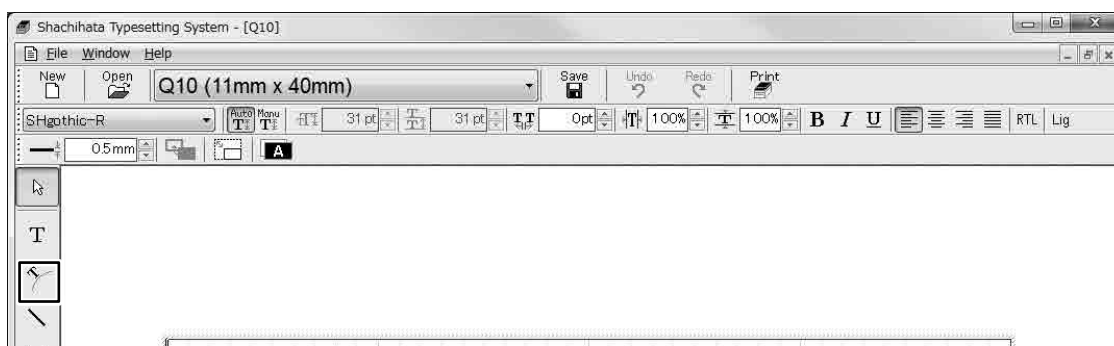 Shachihata Typesetting System - [Q10]
File Window Help
New Open Q10 (11mm x 40mm) Save Undo Redo Print
SHgothic-R Auto Manu 31 pt 31 pt 0pt 100% 100% B I U RTL Lig
0.5mm A
T